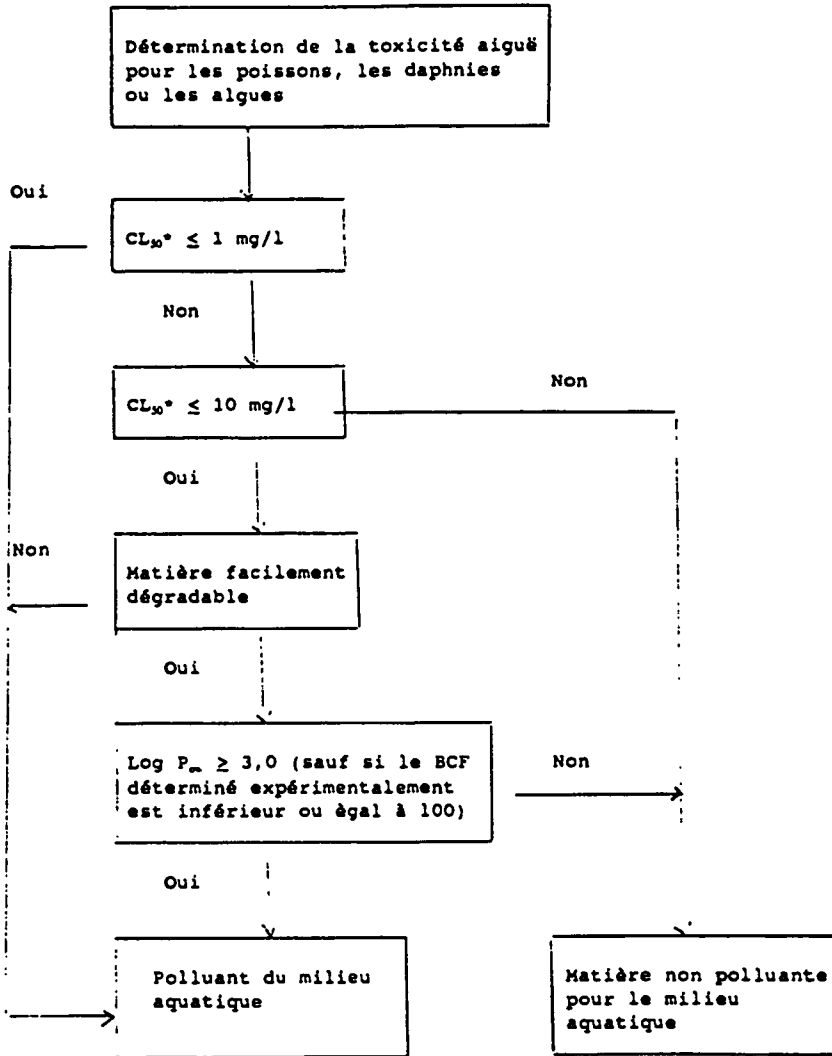 Détermination de la toxicité aiguë
pour les poissons, les daphnies
ou les algues
Oui
CL₅₀* ≤ 1 mg/l
Non
CL₅₀* ≤ 10 mg/l
Non
Oui
Non
Matière facilement
dégradable
Oui
Log P ≥ 3,0 (sauf si le BCF
déterminé expérimentalement
est inférieur ou ègal à 100)
Non
Oui
Polluant du milieu
aquatique
Matière non polluante
pour le milieu
aquatique